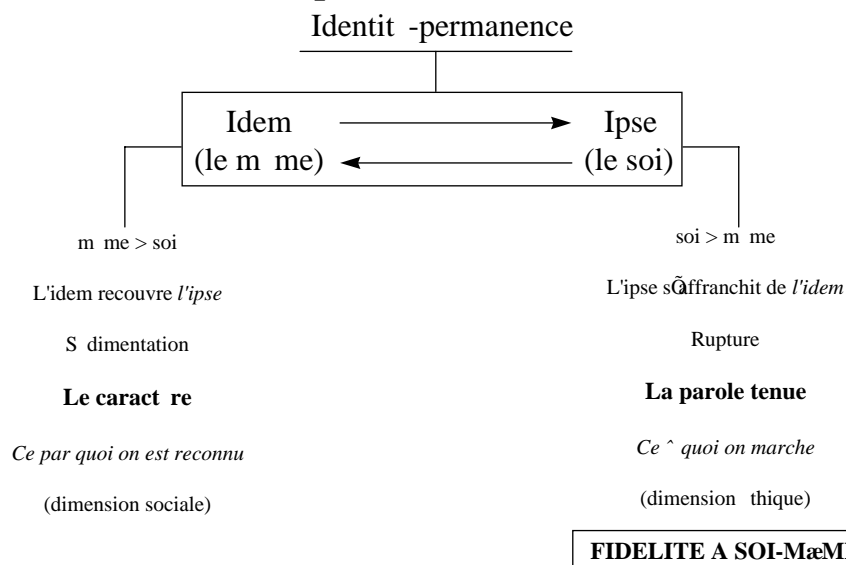 Identit -permanence
Idem
(le m me)
Ipse
(le soi)
m me > soi
L'idem recouvre l'ipse
S dimentation
Le caract re
Ce par quoi on est reconnu
(dimension sociale)
soi > m me
L'ipse sÕaffranchit de l'idem
Rupture
La parole tenue
Ce ˆ quoi on marche
(dimension thique)
FIDELITE A SOI-MæM